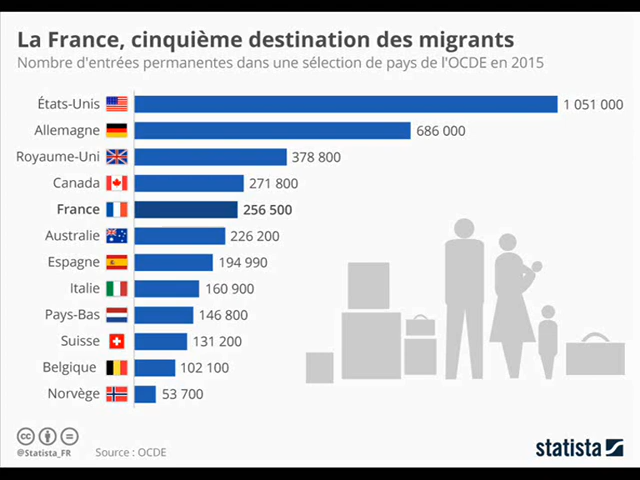 La France, cinquième destination des migrants
Nombre d'entrées permanentes dans une sélection de pays de l'OCDE en 2015
États-Unis 1 051 000
Allemagne 686 000
Royaume-Uni 378 800
Canada 271 800
France 256 500
Australie 226 200
Espagne 194 990
Italie 160 900
Pays-Bas 146 800
Suisse 131 200
Belgique 102 100
Norvège 53 700
cc
@Statista_FR Source : OCDE
statista